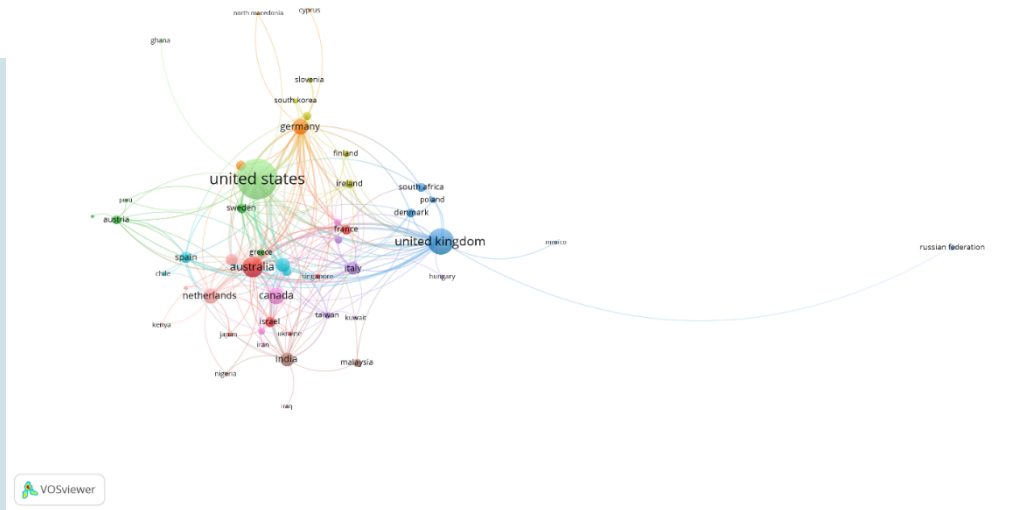 cyprus
north macedonia
ghana
slovenia
south korea
germany
finland
united states
ireland
south africa
peru
poland
sweden
denmark
austria
france
united kingdom
mexico
russian federation
greece
spain
australia
italy
chile
singapore
hungary
netherlands
canada
taiwan
kuwait
israel
kenya
japan
ukraine
iran
india
malaysia
nigeria
iraq
VOSviewer